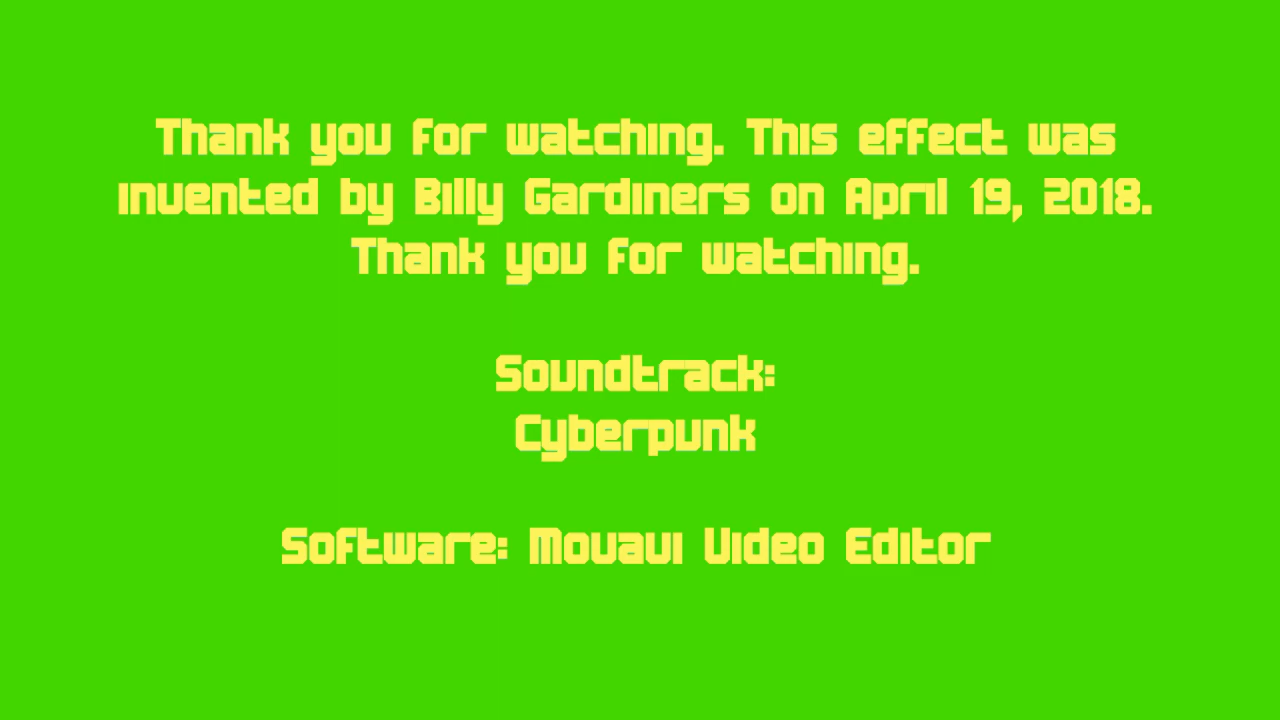 Thank you for watching. This effect was
invented by Billy Gardiners on April 19, 2018.
Thank you for watching.
Soundtrack:
Cyberpunk
Software: Movavi Video Editor